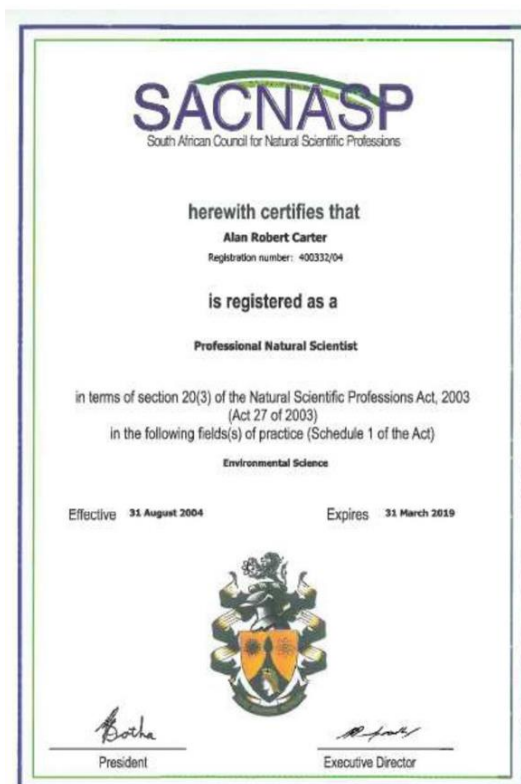 SACNASP
South African Council for Natural Scientific Professions
herewith certifies that
Alan Robert Carter
Registration number: 400332/04
is registered as a
Professional Natural Scientist
in terms of section 20(3) of the Natural Scientific Professions Act, 2003
(Act 27 of 2003)
in the following fields(s) of practice (Schedule 1 of the Act)
Environmental Science
Effective 31 August 2004 Expires 31 March 2019
Botha
President Executive Director